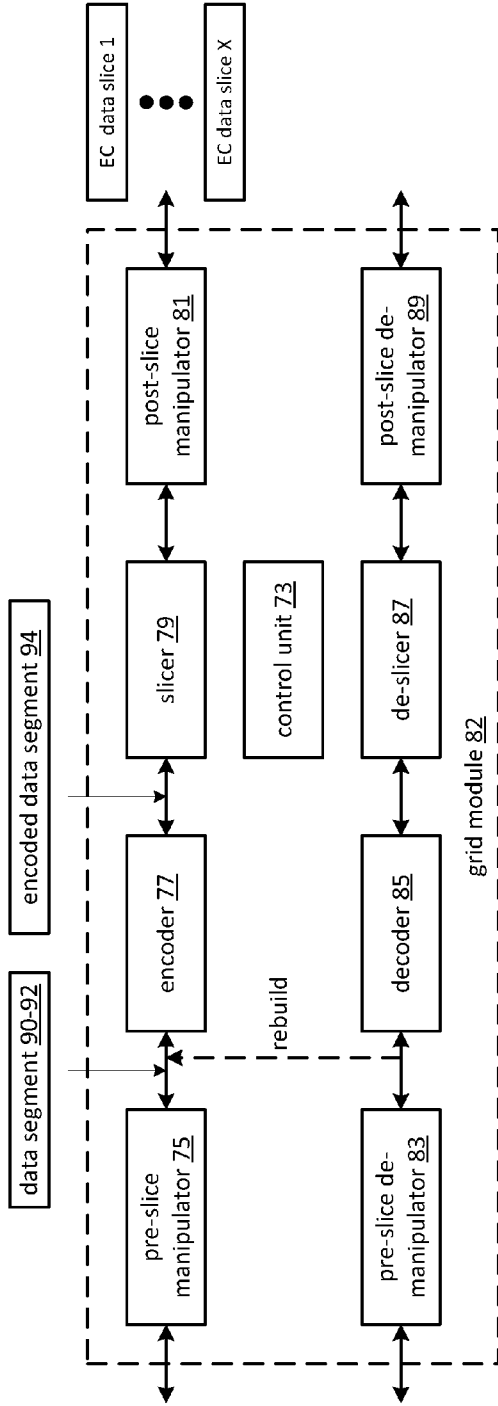 data segment 90-92
encoded data segment 94
EC data slice 1
EC data slice X
pre-slice
manipulator 75
encoder 77
slicer 79
post-slice
manipulator 81
rebuild
control unit 73
pre-slice de-
manipulator 83
decoder 85
de-slicer 87
post-slice de-
manipulator 89
grid module 82